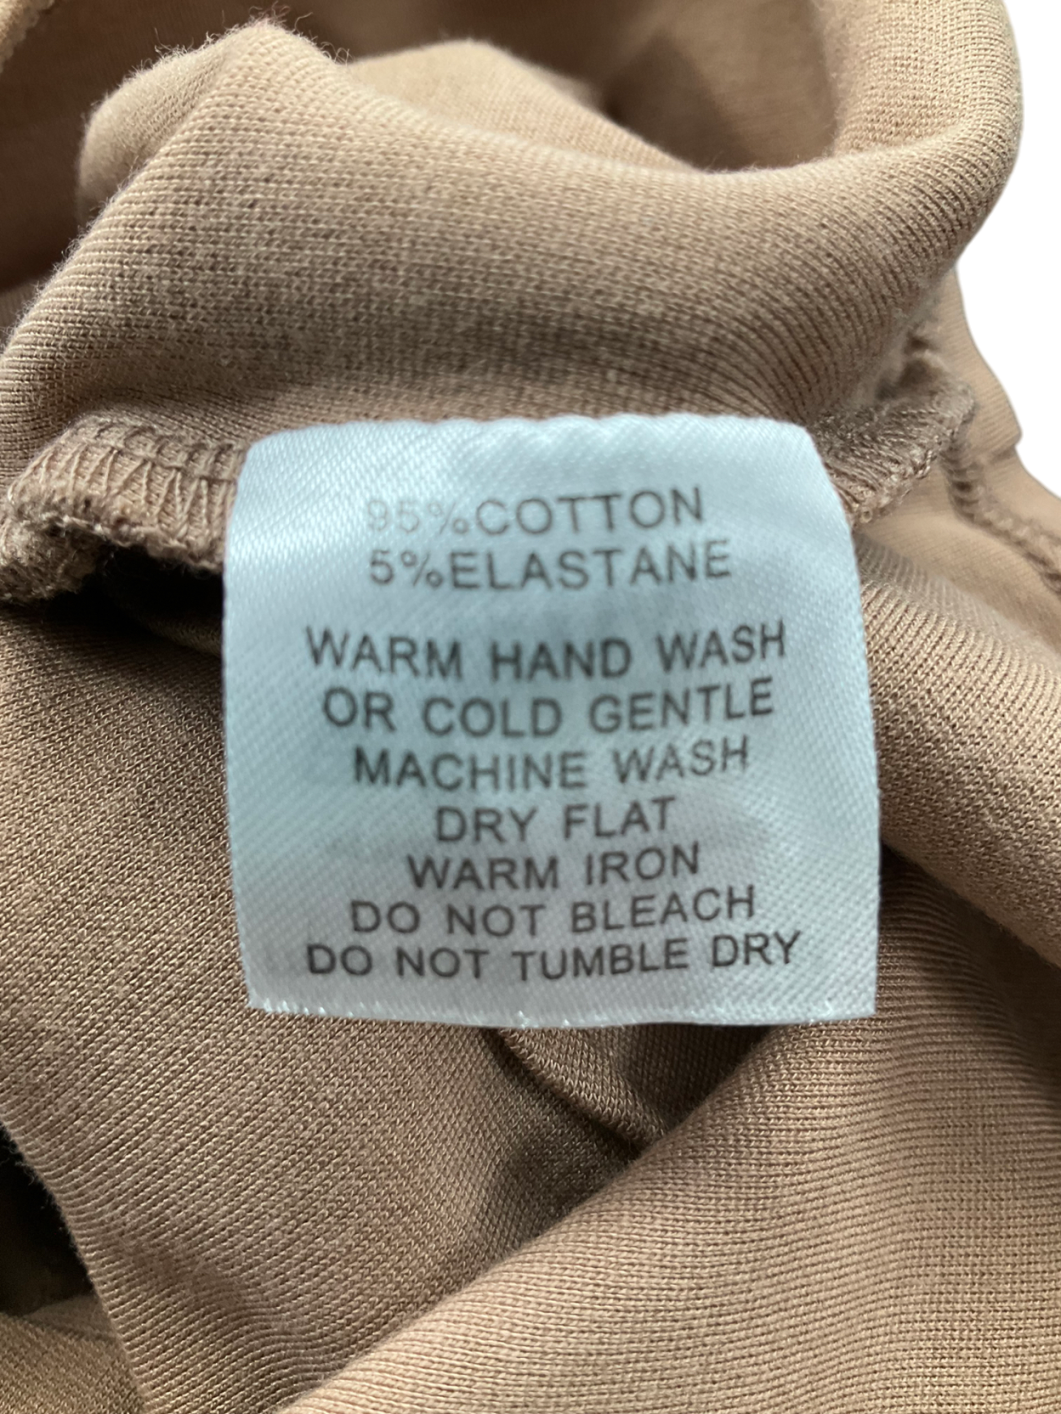 95%COTTON
5%ELASTANE
WARM HAND WASH
OR COLD GENTLE
MACHINE WASH
DRY FLAT
WARM IRON
DO NOT BLEACH
DO NOT TUMBLE DRY